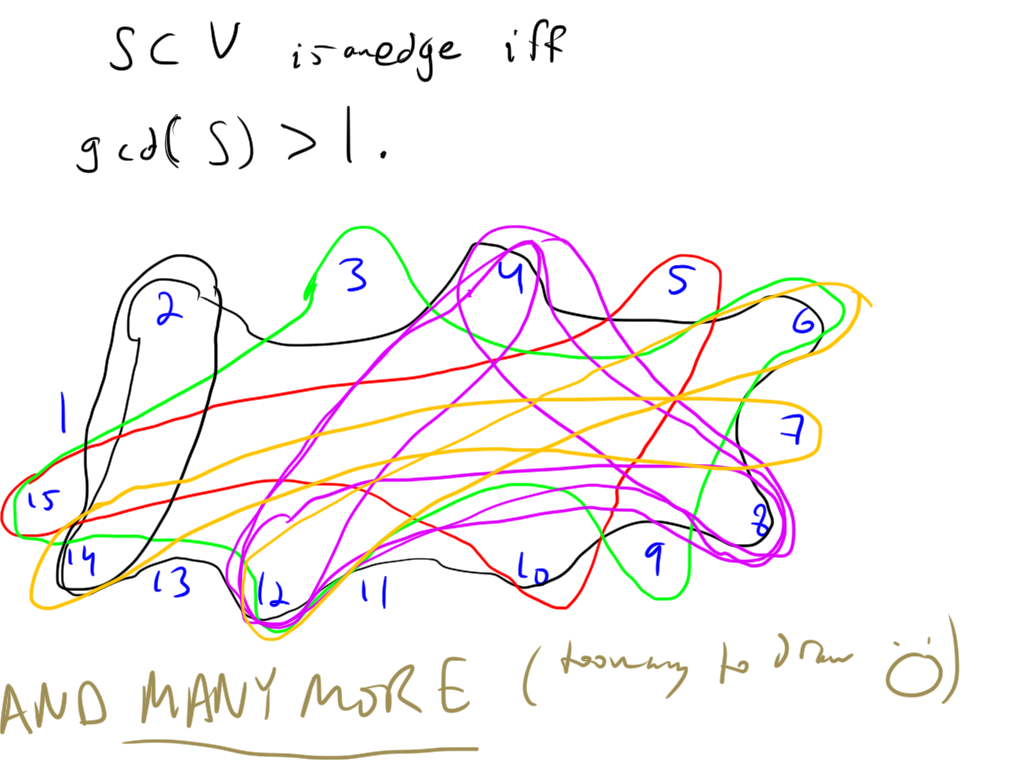 S ⊂ V is an edge iff
gcd(S) > 1.
2 3 4 5 6
1 7
15 8
14 13 12 11 10 9
AND MANY MORE (too many to draw ☹)